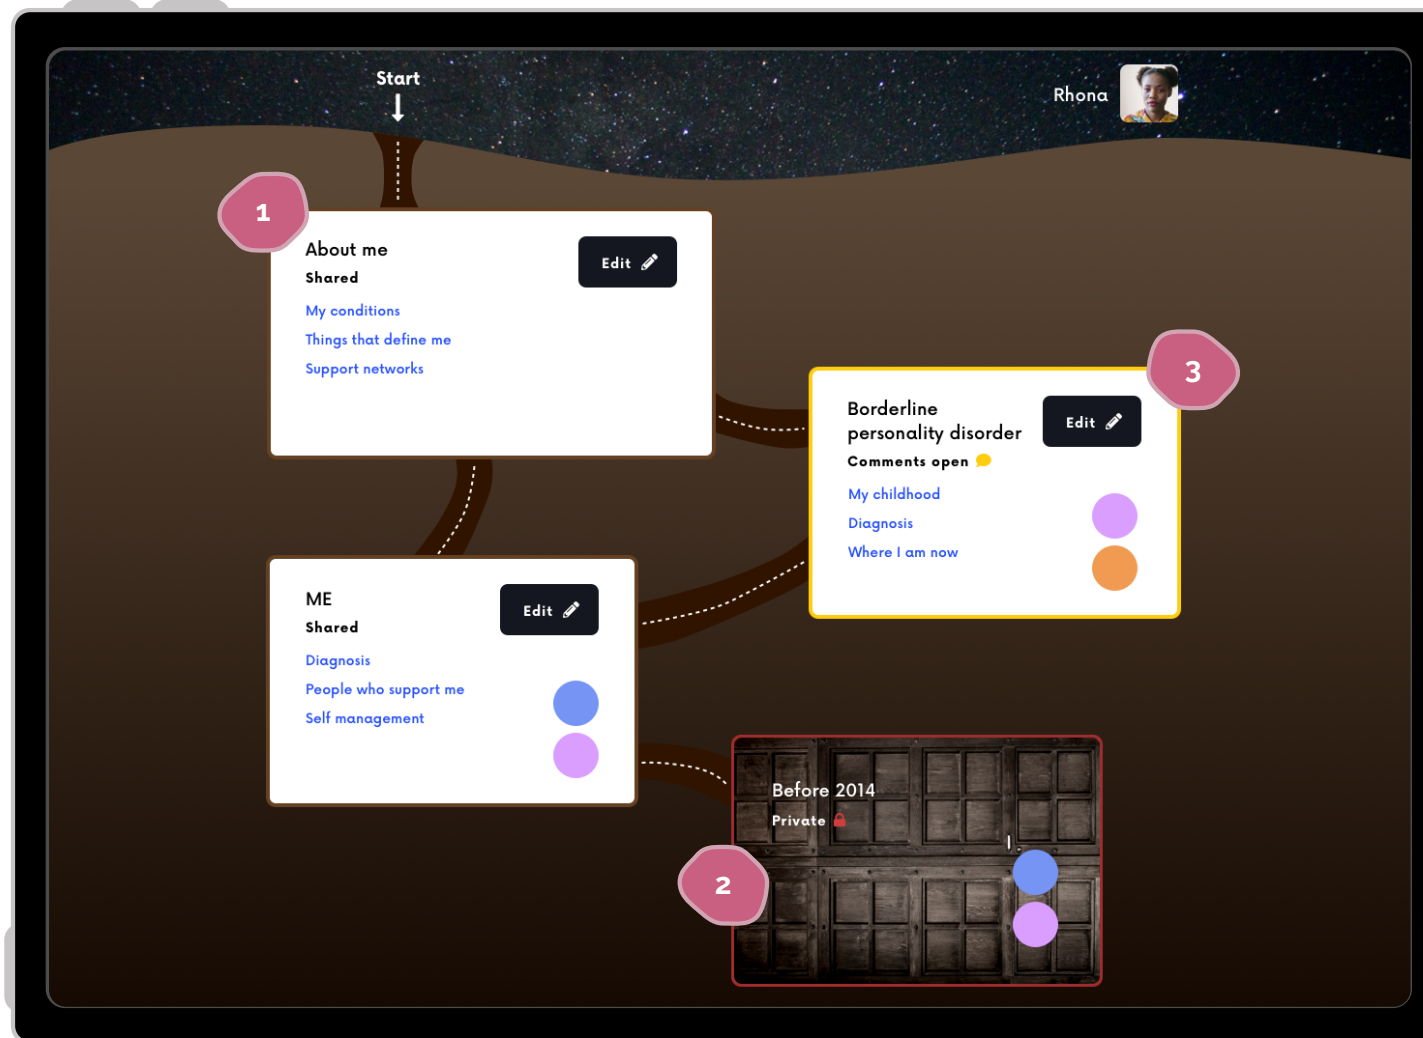 Start
Rhona
1
About me
Edit
Shared
My conditions
Things that define me
Support networks
3
Borderline
personality disorder
Edit
Comments open
My childhood
Diagnosis
Where I am now
ME
Edit
Shared
Diagnosis
People who support me
Self management
Before 2014
Private
2